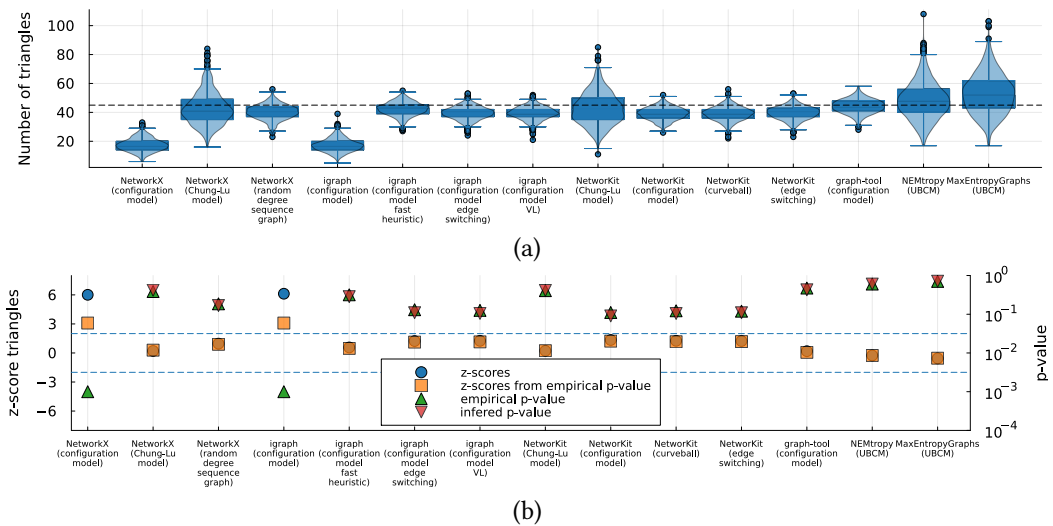 Number of triangles
100
80
60
40
20
NetworkX
(configuration
model)
NetworkX
(Chung-Lu
model)
NetworkX
(random
degree
sequence
graph)
igraph
(configuration
model)
igraph
(configuration
model
fast
heuristic)
igraph
(configuration
model
edge
switching)
igraph
(configuration
model
VL)
NetworKit
(Chung-Lu
model)
NetworKit
(configuration
model)
NetworKit
(curveball)
NetworKit
(edge
switching)
graph-tool
(configuration
model)
NEMtropy
(UBCM)
MaxEntropyGraphs
(UBCM)
(a)
z-score triangles
6
3
0
−3
−6
z-scores
z-scores from empirical p-value
empirical p-value
infered p-value
10^0
10^-1
10^-2
10^-3
10^-4
p-value
NetworkX
(configuration
model)
NetworkX
(Chung-Lu
model)
NetworkX
(random
degree
sequence
graph)
igraph
(configuration
model)
igraph
(configuration
model
fast
heuristic)
igraph
(configuration
model
edge
switching)
igraph
(configuration
model
VL)
NetworKit
(Chung-Lu
model)
NetworKit
(configuration
model)
NetworKit
(curveball)
NetworKit
(edge
switching)
graph-tool
(configuration
model)
NEMtropy
(UBCM)
MaxEntropyGraphs
(UBCM)
(b)